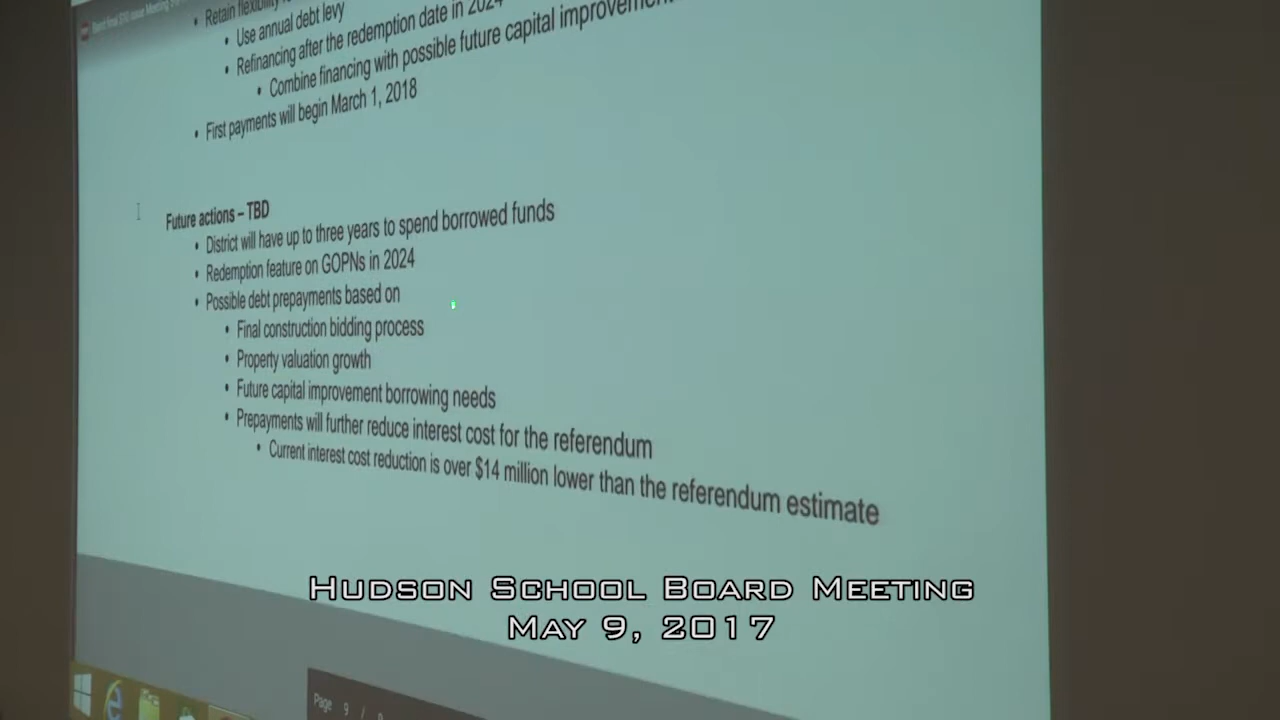 Retain flexibility
Use annual debt levy
Refinancing after the redemption date in 2024
Combine financing with possible future capital improvement
First payments will begin March 1, 2018
Future actions – TBD
District will have up to three years to spend borrowed funds
Redemption feature on GOPNs in 2024
Possible debt prepayments based on
Final construction bidding process
Property valuation growth
Future capital improvement borrowing needs
Prepayments will further reduce interest cost for the referendum
Current interest cost reduction is over $14 million lower than the referendum estimate
Hudson School Board Meeting
May 9, 2017
Page 9 /